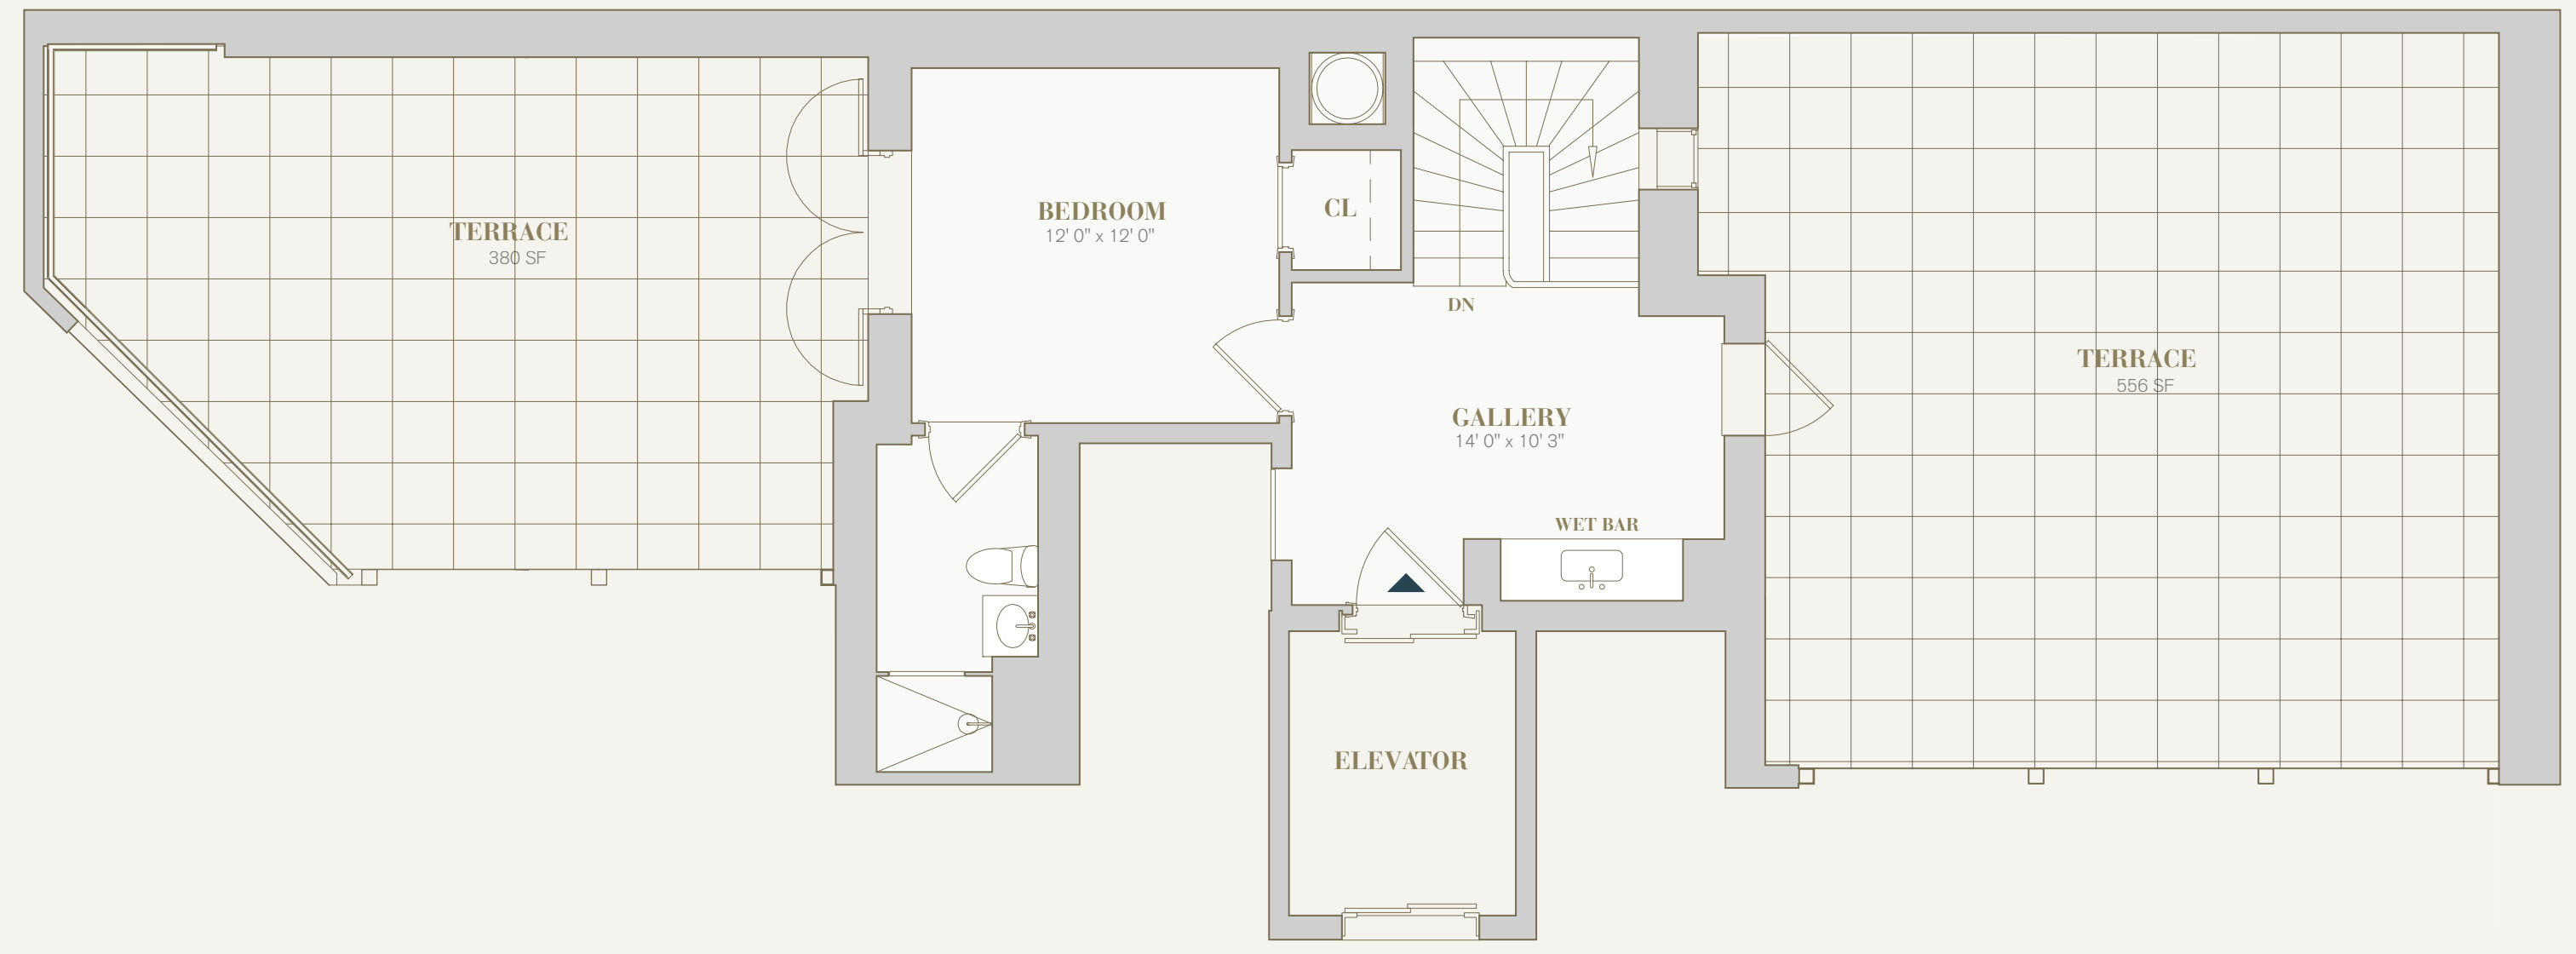 TERRACE
380 SF
BEDROOM
12' 0" x 12' 0"
CL
DN
GALLERY
14' 0" x 10' 3"
WET BAR
ELEVATOR
TERRACE
556 SF